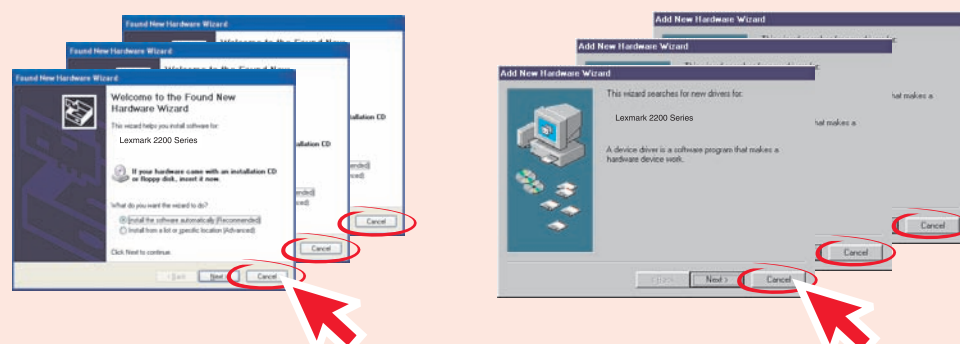 Found New Hardware Wizard
Found New Hardware Wizard
Welcome to the Found New
Found New Hardware Wizard
Welcome to the Found New
Hardware Wizard
This wizard helps you install software for:
Lexmark 2200 Series
If your hardware came with an installation CD
or floppy disk, insert it now.
What do you want the wizard to do?
Install the software automatically (Recommended)
Install from a list or specific location (Advanced)
Click Next to continue.
< Back
Next >
Cancel
Cancel
Cancel
Add New Hardware Wizard
Add New Hardware Wizard
Add New Hardware Wizard
This wizard searches for new drivers for:
Lexmark 2200 Series
A device driver is a software program that makes a
hardware device work.
that makes a
hat makes a
< Back
Next >
Cancel
Cancel
Cancel